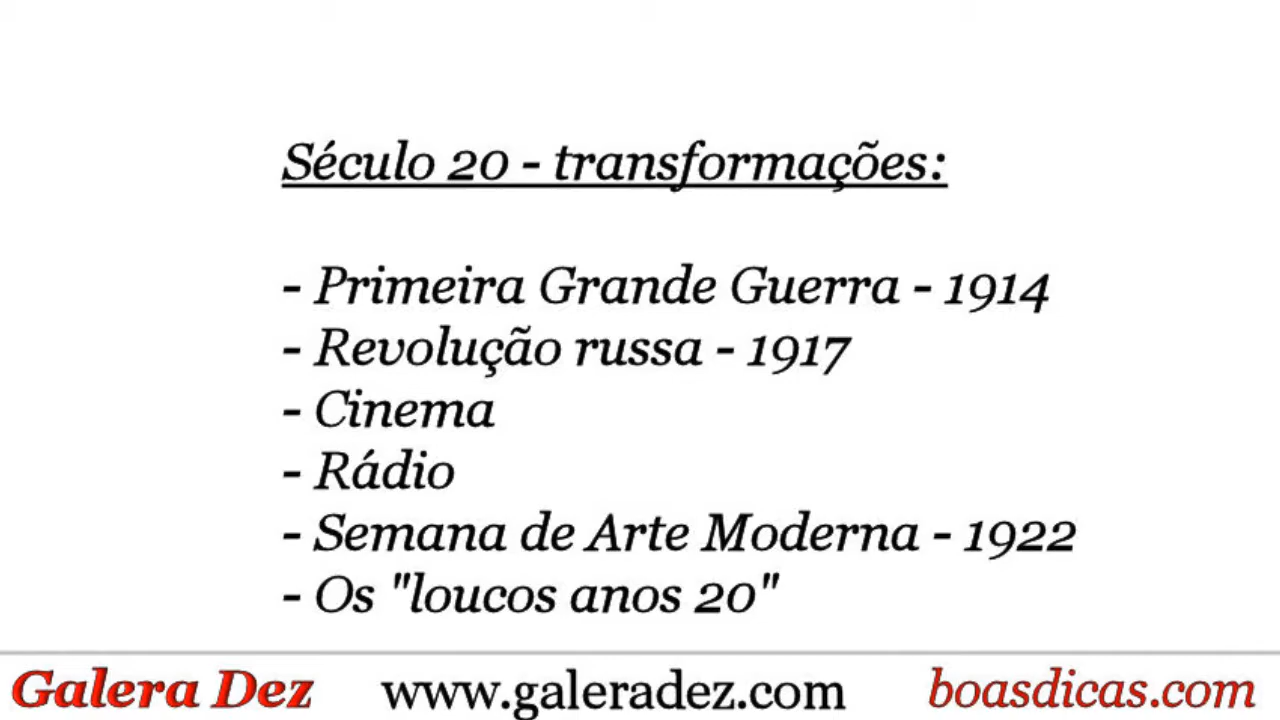 Século 20 - transformações:
- Primeira Grande Guerra - 1914
- Revolução russa - 1917
- Cinema
- Rádio
- Semana de Arte Moderna - 1922
- Os "loucos anos 20"
Galera Dez www.galeradez.com boasdicas.com